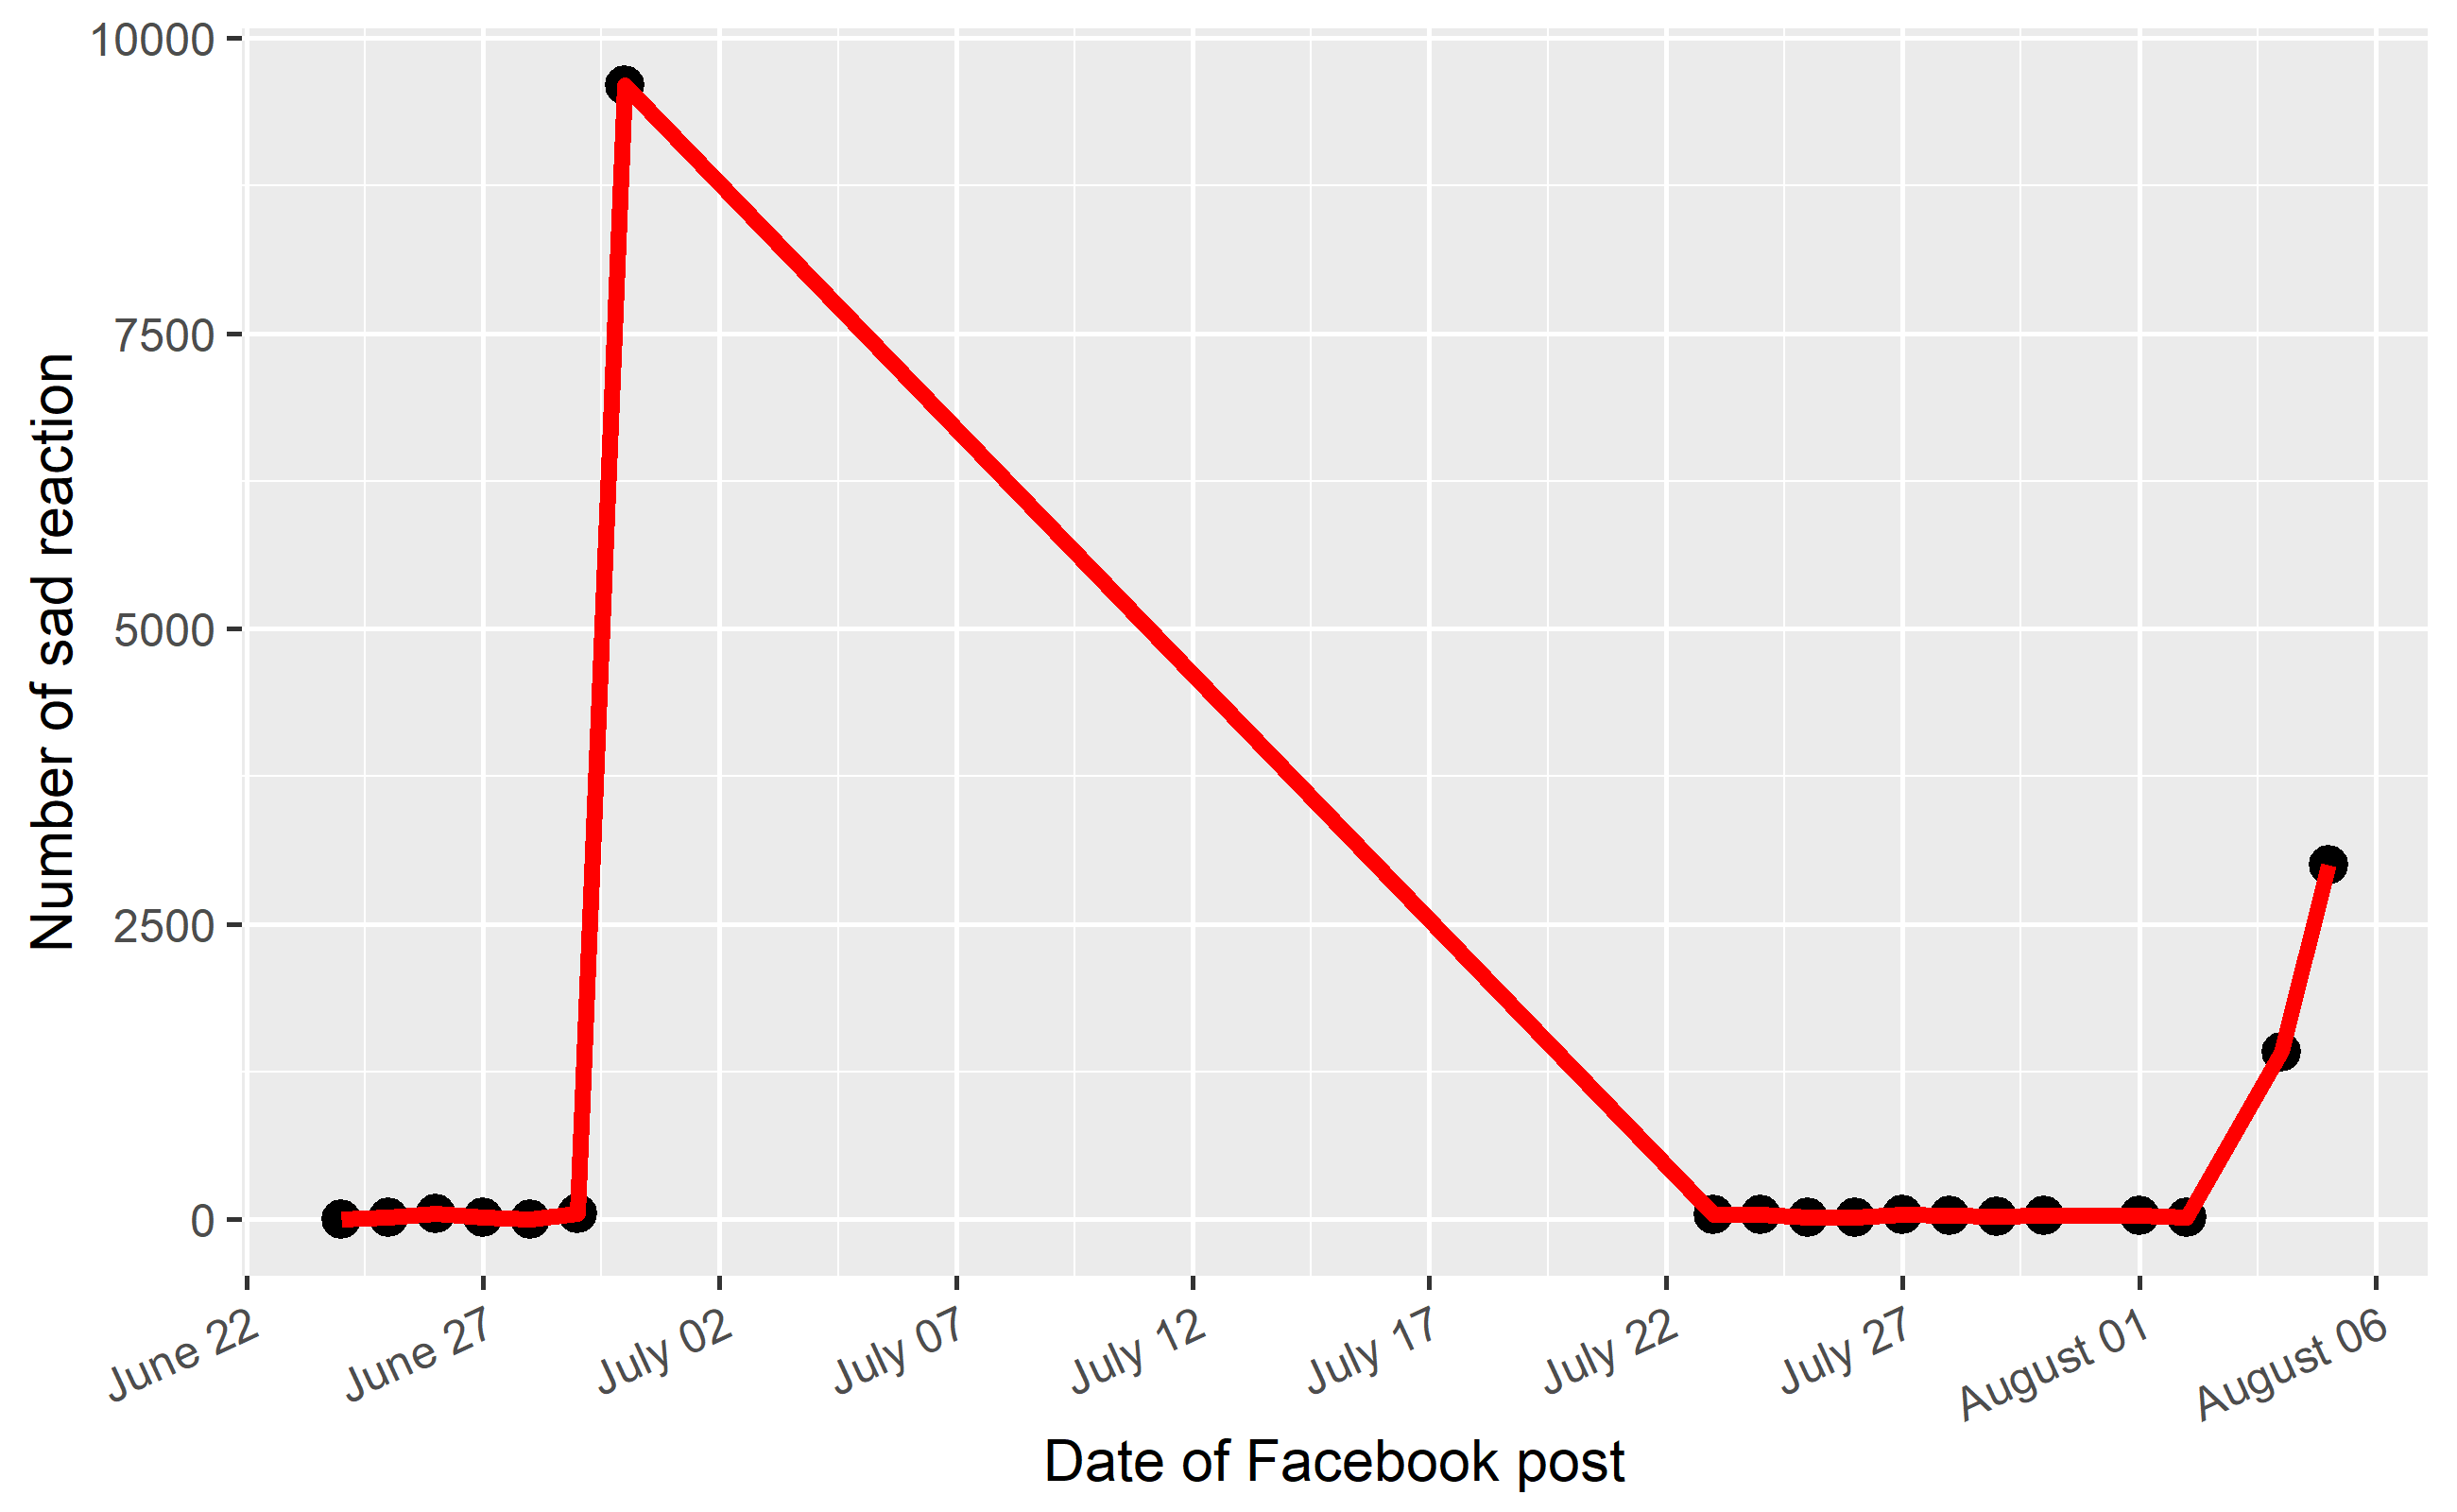 10000
7500
5000
2500
0
Number of sad reaction
June 22
June 27
July 02
July 07
July 12
July 17
July 22
July 27
August 01
August 06
Date of Facebook post